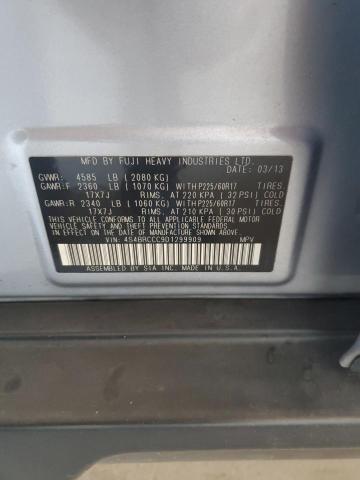 MFD BY FUJI HEAVY INDUSTRIES LTD.
DATE: 03/13
GVWR: 4585 LB (2080 KG)
GAWR:F 2360 LB (1070 KG) WITH P225/60R17 TIRES.
17X7J RIMS, AT 220 KPA (32 PSI) COLD
GAWR:R 2340 LB (1060 KG) WITH P225/60R17 TIRES.
17X7J RIMS, AT 210 KPA (30 PSI) COLD
THIS VEHICLE CONFORMS TO ALL APPLICABLE FEDERAL MOTOR
VEHICLE SAFETY AND THEFT PREVENTION STANDARDS IN
EFFECT ON THE DATE OF MANUFACTURE SHOWN ABOVE.
VIN: 4S4BRCCC9D1299909 MPV
ASSEMBLED BY SIA INC. IN U.S.A.